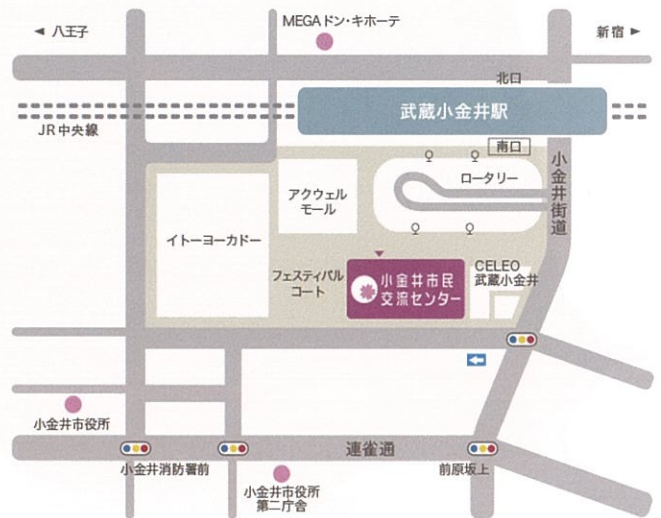 ◀ 八王子
MEGAドン・キホーテ
新宿 ▶
北口
武蔵小金井駅
JR中央線
南口
ロータリー
小金井街道
アクウェル
モール
イトーヨーカドー
フェスティバル
コート
小金井市民
交流センター
CELEO
武蔵小金井
小金井市役所
小金井消防署前
連雀通
前原坂上
小金井市役所
第二庁舎